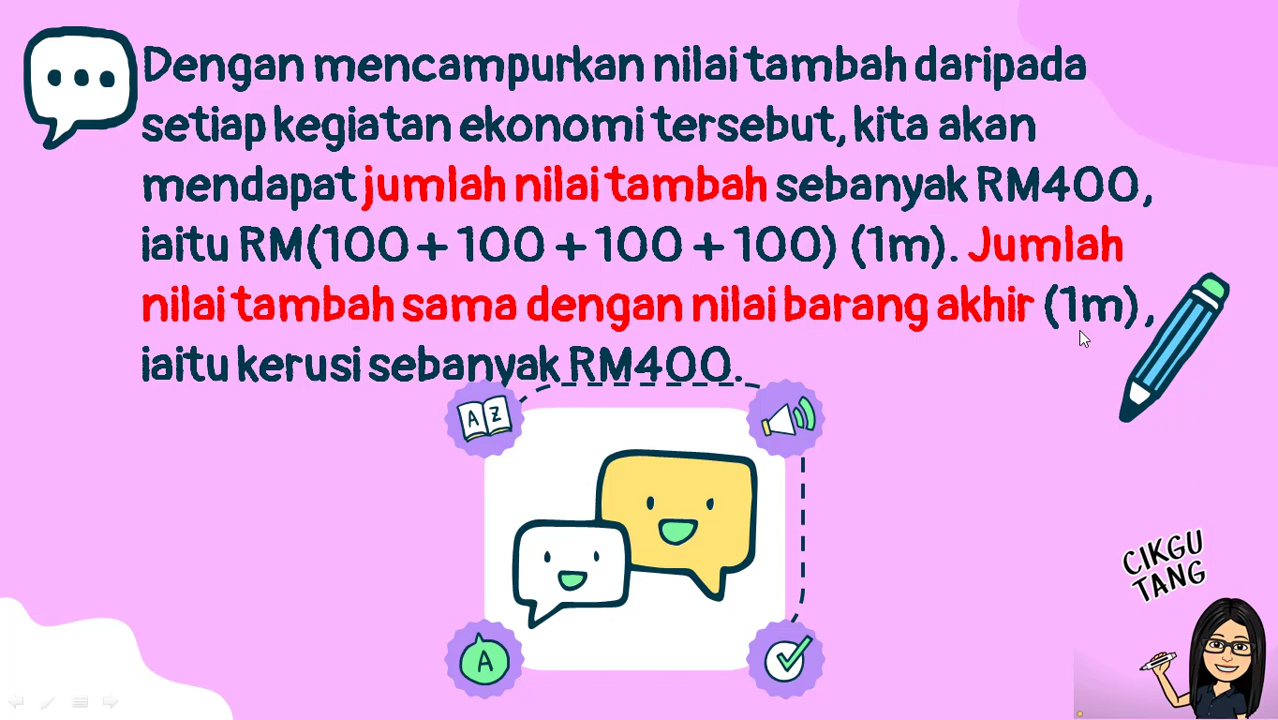 Dengan mencampurkan nilai tambah daripada
setiap kegiatan ekonomi tersebut, kita akan
mendapat jumlah nilai tambah sebanyak RM400,
iaitu RM(100 + 100 + 100 + 100) (1m). Jumlah
nilai tambah sama dengan nilai barang akhir (1m),
iaitu kerusi sebanyak RM400.
A Z
A
CIKGU
TANG